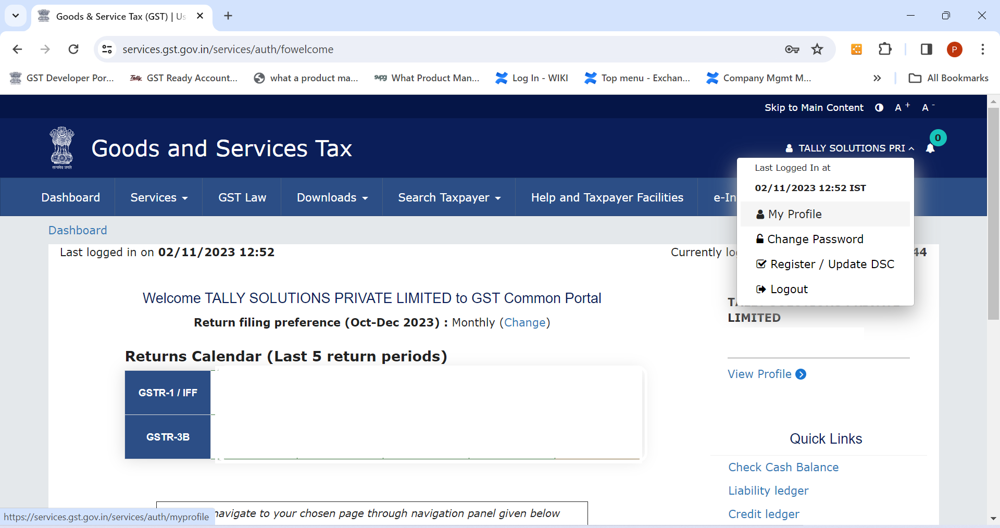 Goods & Service Tax (GST) | Us
services.gst.gov.in/services/auth/fowelcome
P
GST Developer Por...
Tally
GST Ready Account...
what a product ma...
svpg
What Product Man...
Log In - WIKI
Top menu - Exchan...
Company Mgmt M...
»
All Bookmarks
Skip to Main Content
A +
A -
सत्यमेव जयते
Goods and Services Tax
TALLY SOLUTIONS PRI
0
Dashboard
Services
GST Law
Downloads
Search Taxpayer
Help and Taxpayer Facilities
e-In
Last Logged In at
02/11/2023 12:52 IST
My Profile
Change Password
Register / Update DSC
Logout
Dashboard
Last logged in on 02/11/2023 12:52
Currently lo
44
Welcome TALLY SOLUTIONS PRIVATE LIMITED to GST Common Portal
Return filing preference (Oct-Dec 2023) : Monthly (Change)
LIMITED
Returns Calendar (Last 5 return periods)
GSTR-1 / IFF
GSTR-3B
View Profile
Quick Links
Check Cash Balance
Liability ledger
Credit ledger
navigate to your chosen page through navigation panel given below
https://services.gst.gov.in/services/auth/myprofile